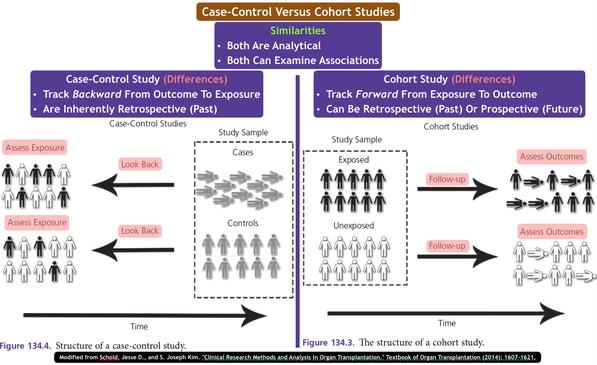 Case-Control Versus Cohort Studies
Similarities
• Both Are Analytical
• Both Can Examine Associations
Case-Control Study (Differences)
• Track Backward From Outcome To Exposure
• Are Inherently Retrospective (Past)
Case-Control Studies
Study Sample
Assess Exposure
Look Back
Cases
Assess Exposure
Look Back
Controls
Time
Figure 134.4. Structure of a case-control study.
Cohort Study (Differences)
• Track Forward From Exposure To Outcome
• Can Be Retrospective (Past) Or Prospective (Future)
Cohort Studies
Study Sample
Exposed
Follow-up
Assess Outcomes
Unexposed
Follow-up
Assess Outcomes
Time
Figure 134.3. The structure of a cohort study.
Modified from Schold, Jesse D., and S. Joseph Kim. "Clinical Research Methods and Analysis in Organ Transplantation." Textbook of Organ Transplantation (2014): 1607-1621.